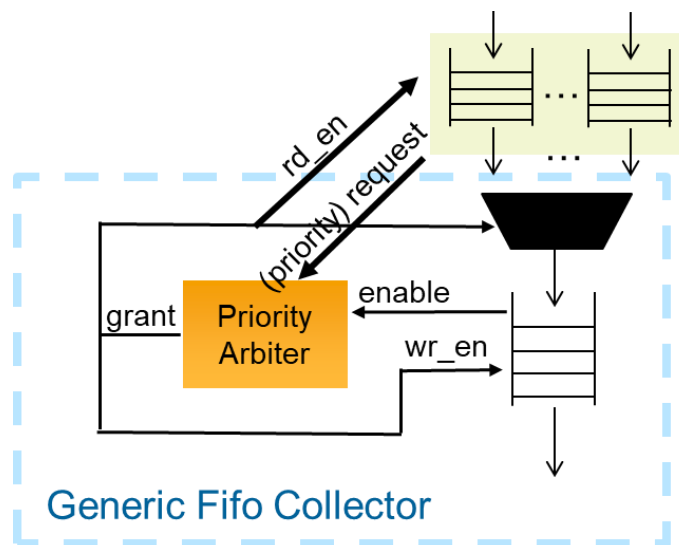 rd_en
...
...
(priority) request
grant
Priority
Arbiter
enable
wr_en
Generic Fifo Collector